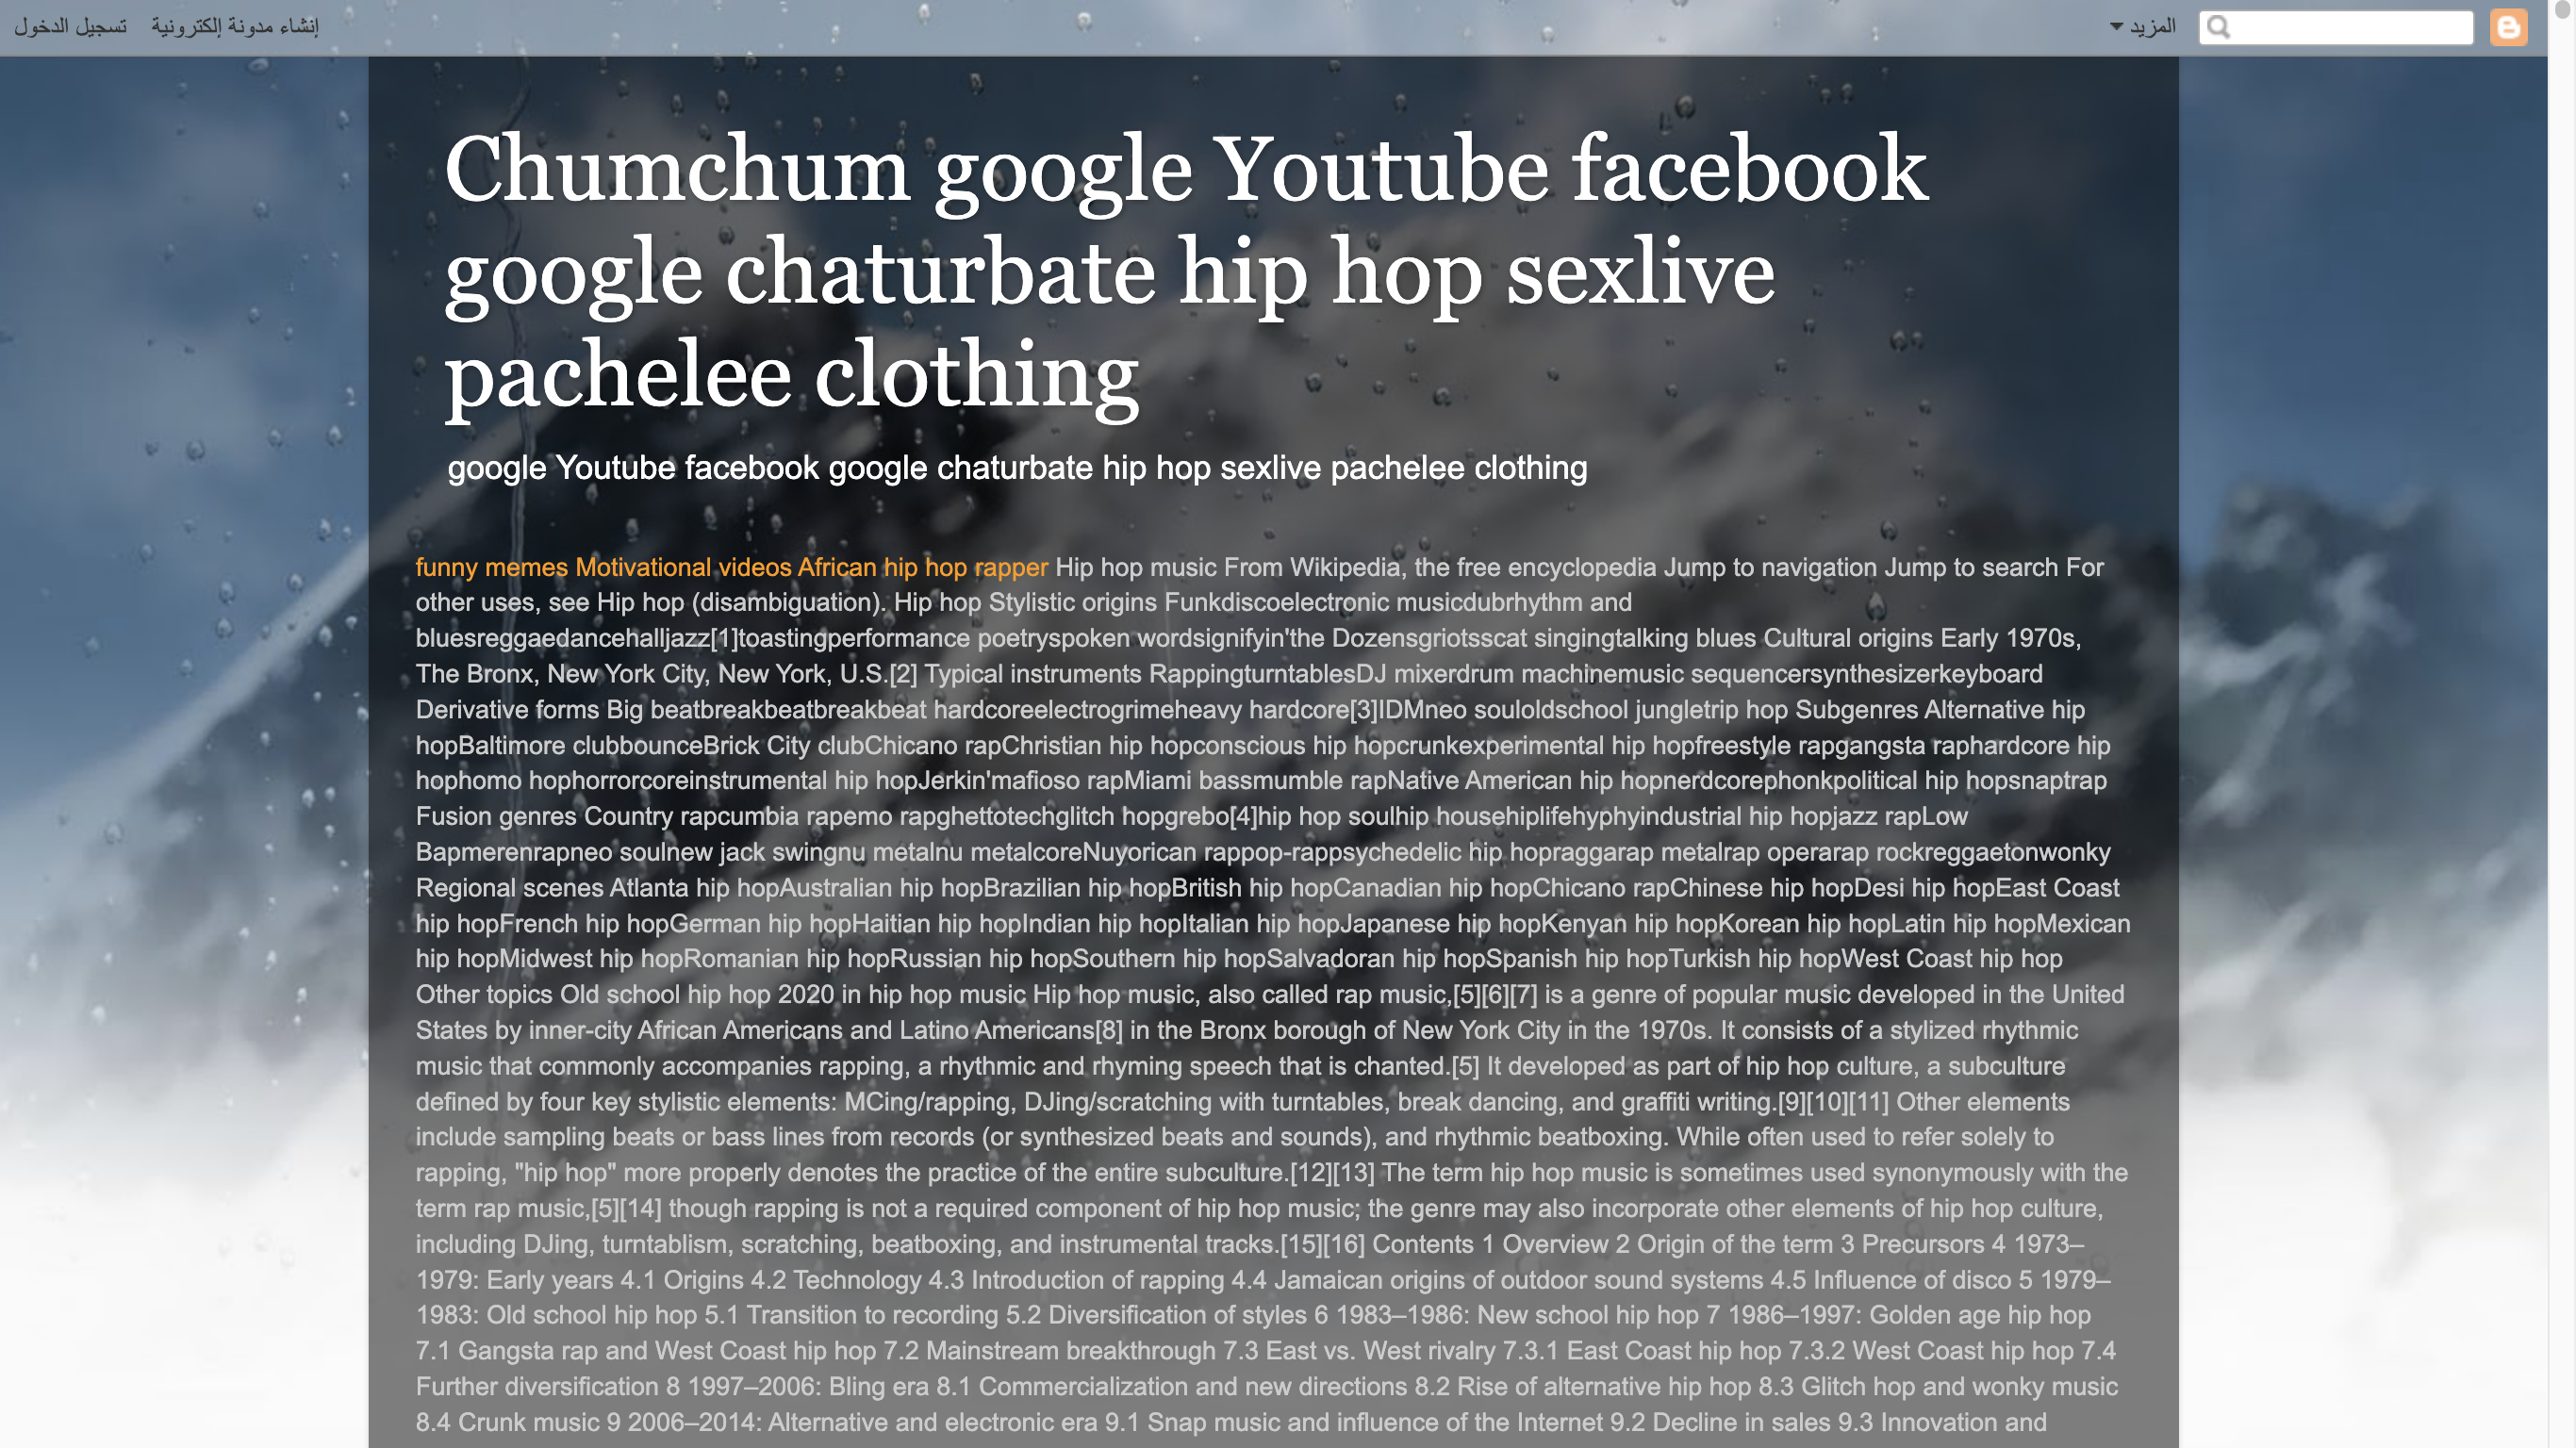 تسجيل الدخول إنشاء مدونة إلكترونية المزيد
Chumchum google Youtube facebook
google chaturbate hip hop sexlive
pachelee clothing
google Youtube facebook google chaturbate hip hop sexlive pachelee clothing
funny memes Motivational videos African hip hop rapper Hip hop music From Wikipedia, the free encyclopedia Jump to navigation Jump to search For
other uses, see Hip hop (disambiguation). Hip hop Stylistic origins Funkdiscoelectronic musicdubrhythm and
bluesreggaedancehalljazz[1]toastingperformance poetryspoken wordsignifyin'the Dozensgriotsscat singingtalking blues Cultural origins Early 1970s,
The Bronx, New York City, New York, U.S.[2] Typical instruments RappingturntablesDJ mixerdrum machinemusic sequencersynthesizerkeyboard
Derivative forms Big beatbreakbeatbreakbeat hardcoreelectrogrimeheavy hardcore[3]IDMneo souloldschool jungletrip hop Subgenres Alternative hip
hopBaltimore clubbounceBrick City clubChicano rapChristian hip hopconscious hip hopcrunkexperimental hip hopfreestyle rapgangsta raphardcore hip
hophomo hophorrorcoreinstrumental hip hopJerkin'mafioso rapMiami bassmumble rapNative American hip hopnerdcorephonkpolitical hip hopsnaptrap
Fusion genres Country rapcumbia rapemo rapghettotechglitch hopgrebo[4]hip hop soulhip househiplifehyphyindustrial hip hopjazz rapLow
Bapmerenrapneo soulnew jack swingnu metalnu metalcoreNuyorican rappop-rappsychedelic hip hopraggarap metalrap operarap rockreggaetonwonky
Regional scenes Atlanta hip hopAustralian hip hopBrazilian hip hopBritish hip hopCanadian hip hopChicano rapChinese hip hopDesi hip hopEast Coast
hip hopFrench hip hopGerman hip hopHaitian hip hopIndian hip hopItalian hip hopJapanese hip hopKenyan hip hopKorean hip hopLatin hip hopMexican
hip hopMidwest hip hopRomanian hip hopRussian hip hopSouthern hip hopSalvadoran hip hopSpanish hip hopTurkish hip hopWest Coast hip hop
Other topics Old school hip hop 2020 in hip hop music Hip hop music, also called rap music,[5][6][7] is a genre of popular music developed in the United
States by inner-city African Americans and Latino Americans[8] in the Bronx borough of New York City in the 1970s. It consists of a stylized rhythmic
music that commonly accompanies rapping, a rhythmic and rhyming speech that is chanted.[5] It developed as part of hip hop culture, a subculture
defined by four key stylistic elements: MCing/rapping, DJing/scratching with turntables, break dancing, and graffiti writing.[9][10][11] Other elements
include sampling beats or bass lines from records (or synthesized beats and sounds), and rhythmic beatboxing. While often used to refer solely to
rapping, "hip hop" more properly denotes the practice of the entire subculture.[12][13] The term hip hop music is sometimes used synonymously with the
term rap music,[5][14] though rapping is not a required component of hip hop music; the genre may also incorporate other elements of hip hop culture,
including DJing, turntablism, scratching, beatboxing, and instrumental tracks.[15][16] Contents 1 Overview 2 Origin of the term 3 Precursors 4 1973–
1979: Early years 4.1 Origins 4.2 Technology 4.3 Introduction of rapping 4.4 Jamaican origins of outdoor sound systems 4.5 Influence of disco 5 1979–
1983: Old school hip hop 5.1 Transition to recording 5.2 Diversification of styles 6 1983–1986: New school hip hop 7 1986–1997: Golden age hip hop
7.1 Gangsta rap and West Coast hip hop 7.2 Mainstream breakthrough 7.3 East vs. West rivalry 7.3.1 East Coast hip hop 7.3.2 West Coast hip hop 7.4
Further diversification 8 1997–2006: Bling era 8.1 Commercialization and new directions 8.2 Rise of alternative hip hop 8.3 Glitch hop and wonky music
8.4 Crunk music 9 2006–2014: Alternative and electronic era 9.1 Snap music and influence of the Internet 9.2 Decline in sales 9.3 Innovation and